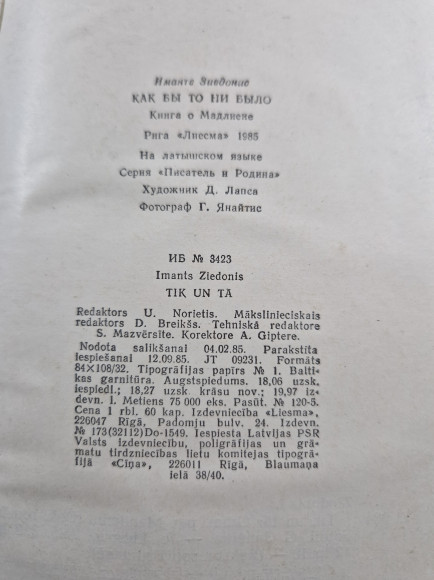 Имантс Зиедонис
КАК БЫ ТО НИ БЫЛО
Книга о Мадлиене
Рига «Лиесма» 1985
На латышском языке
Серия «Писатель и Родина»
Художник Д. Лапса
Фотограф Г. Янайтис
ИБ № 3423
Imants Ziedonis
TIK UN TĀ
Redaktors U. Norietis. Mākslinieciskais
redaktors D. Breikšs. Tehniskā redaktore
S. Mazvērsite. Korektore A. Giptere.
Nodota salikšanai 04.02.85. Parakstīta
iespiešanai 12.09.85. JT 09231. Formāts
84×108/32. Tipogrāfijas papīrs № 1. Balti-
kas garnitūra. Augstspiedums. 18,06 uzsk.
iespiedl.; 18,27 uzsk. krāsu nov.; 19,97 iz-
devn. l. Metiens 75 000 eks. Pasūt. № 120-5.
Cena 1 rbl. 60 kap. Izdevniecība «Liesma»,
226047 Rīgā, Padomju bulv. 24. Izdevn.
№ 173(32112)Do-1549. Iespiesta Latvijas PSR
Valsts izdevniecību, poligrāfijas un grā-
matu tirdzniecības lietu komitejas tipogrā-
fijā «Cīņa», 226011 Rīgā, Blaumaņa
ielā 38/40.